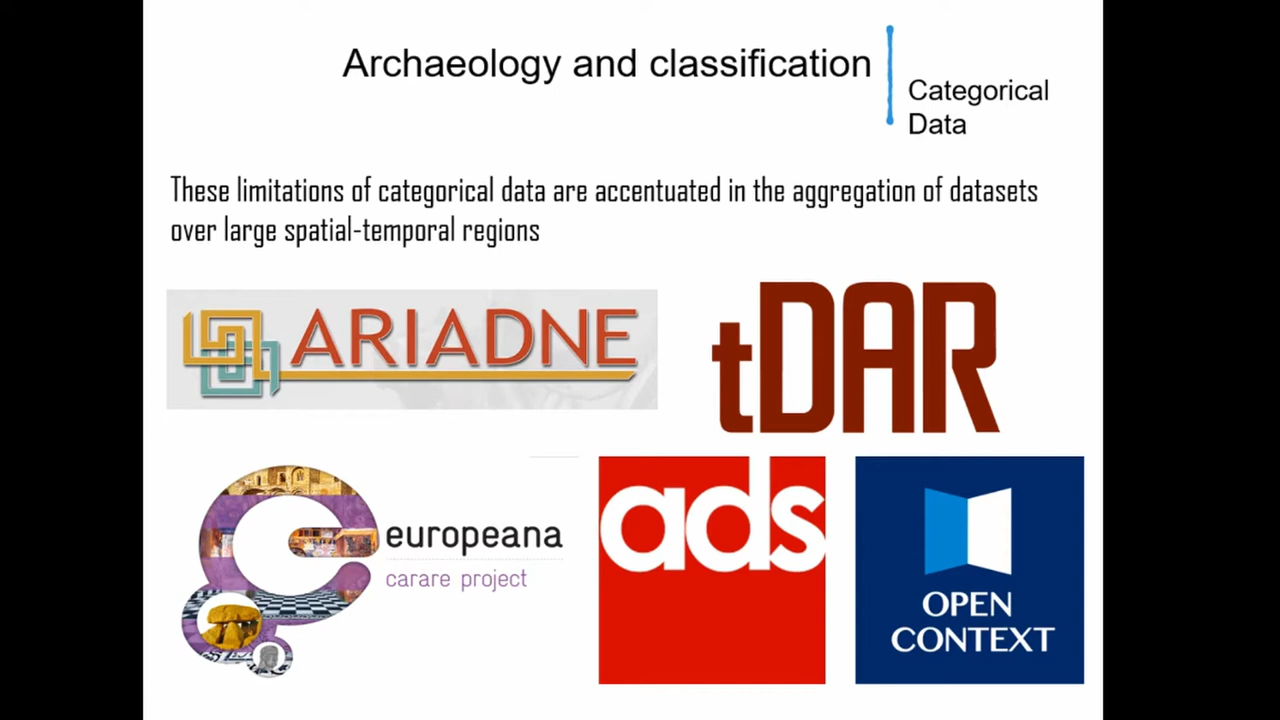 Archaeology and classification
Categorical
Data
These limitations of categorical data are accentuated in the aggregation of datasets
over large spatial-temporal regions
ARIADNE
tDAR
europeana
carare project
ads
OPEN
CONTEXT